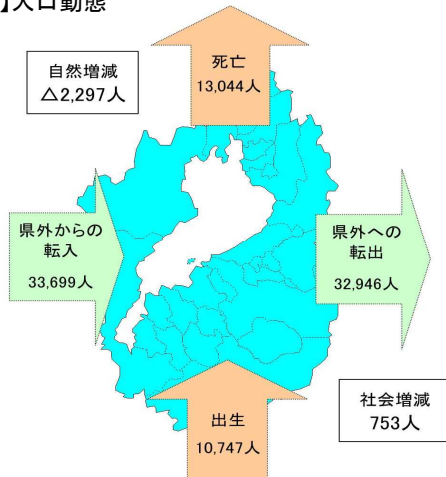 】人口動態
死亡
13,044人
自然増減
△2,297人
県外からの
転入
33,699人
県外への
転出
32,946人
出生
10,747人
社会増減
753人